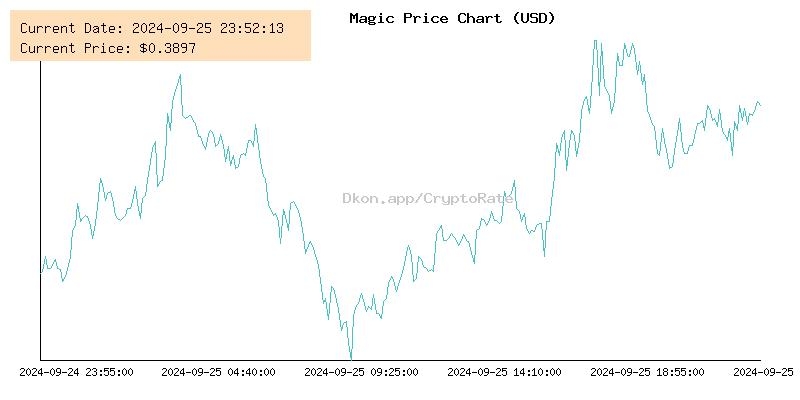 Magic Price Chart (USD)
Current Date: 2024-09-25 23:52:13
Current Price: $0.3897
Dkon.app/CryptoRate
2024-09-24 23:55:00 2024-09-25 04:40:00 2024-09-25 09:25:00 2024-09-25 14:10:00 2024-09-25 18:55:00 2024-09-25